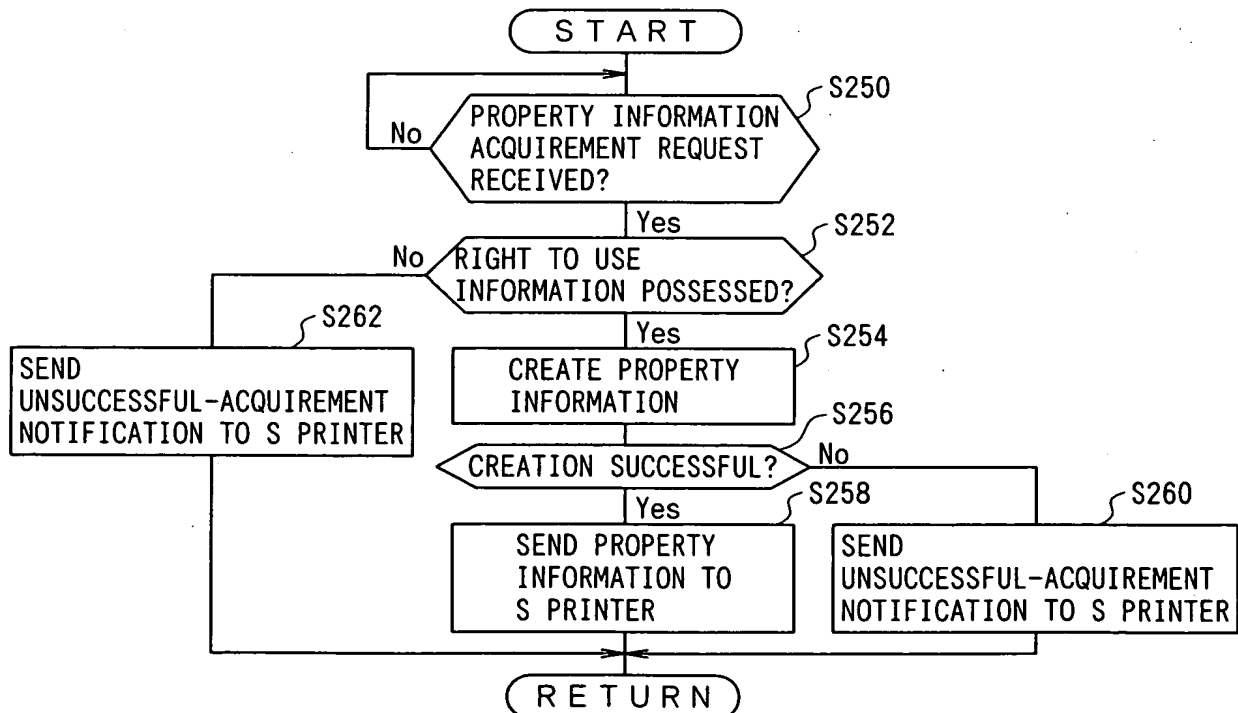 START
S250
PROPERTY INFORMATION
ACQUIREMENT REQUEST
RECEIVED?
No
Yes
S252
No
RIGHT TO USE
INFORMATION POSSESSED?
Yes
S262
SEND
UNSUCCESSFUL-ACQUIREMENT
NOTIFICATION TO S PRINTER
S254
CREATE PROPERTY
INFORMATION
S256
CREATION SUCCESSFUL?
No
Yes
S258
SEND PROPERTY
INFORMATION TO
S PRINTER
S260
SEND
UNSUCCESSFUL-ACQUIREMENT
NOTIFICATION TO S PRINTER
RETURN